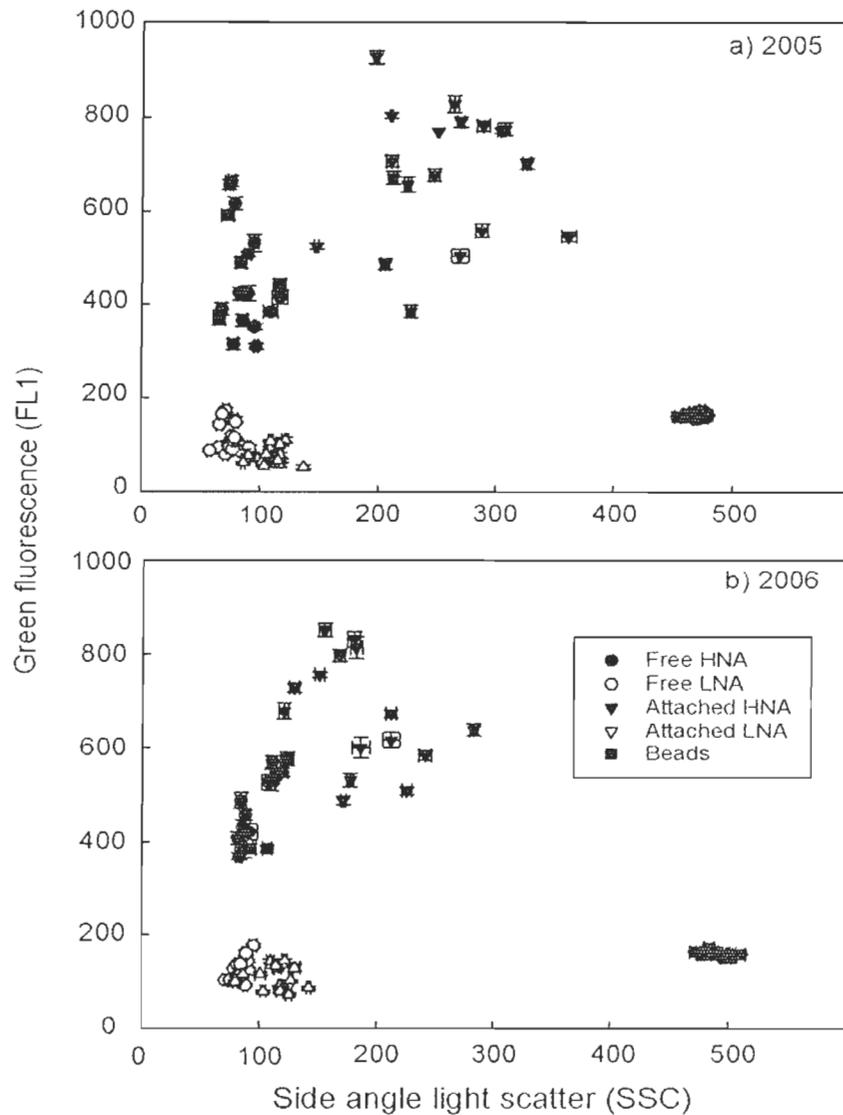 1000
a) 2005
800
600
400
200
0
0 100 200 300 400 500
Green fluorescence (FL1)
1000
b) 2006
800
Free HNA
Free LNA
Attached HNA
Attached LNA
Beads
600
400
200
0
0 100 200 300 400 500
Side angle light scatter (SSC)